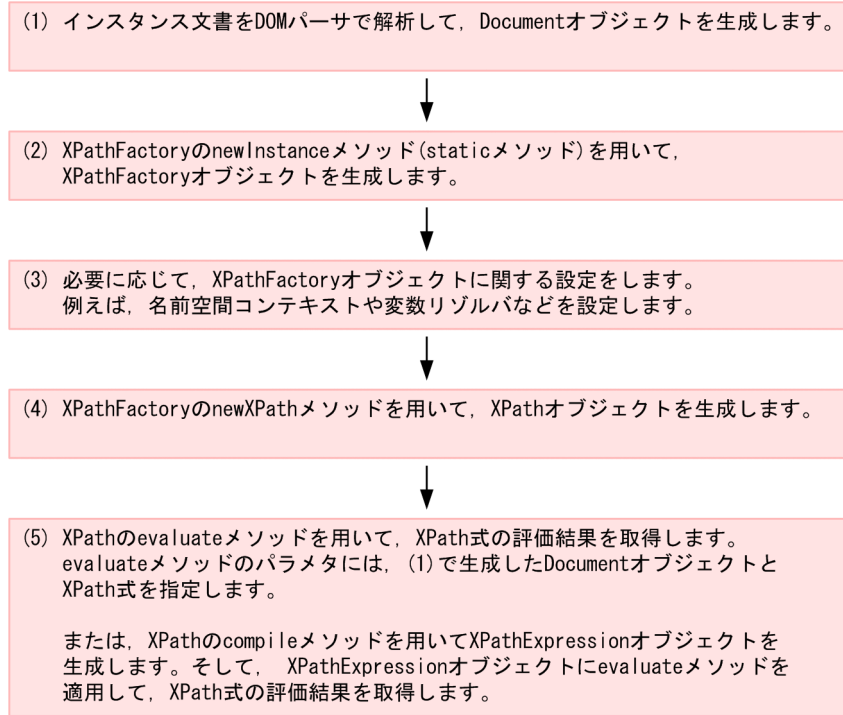 (1) インスタンス文書をDOMパーサで解析して，Documentオブジェクトを生成します。
(2) XPathFactoryのnewInstanceメソッド(staticメソッド)を用いて，
XPathFactoryオブジェクトを生成します。
(3) 必要に応じて，XPathFactoryオブジェクトに関する設定をします。
例えば，名前空間コンテキストや変数リゾルバなどを設定します。
(4) XPathFactoryのnewXPathメソッドを用いて，XPathオブジェクトを生成します。
(5) XPathのevaluateメソッドを用いて，XPath式の評価結果を取得します。
evaluateメソッドのパラメタには，(1)で生成したDocumentオブジェクトと
XPath式を指定します。
または，XPathのcompileメソッドを用いてXPathExpressionオブジェクトを
生成します。そして， XPathExpressionオブジェクトにevaluateメソッドを
適用して，XPath式の評価結果を取得します。